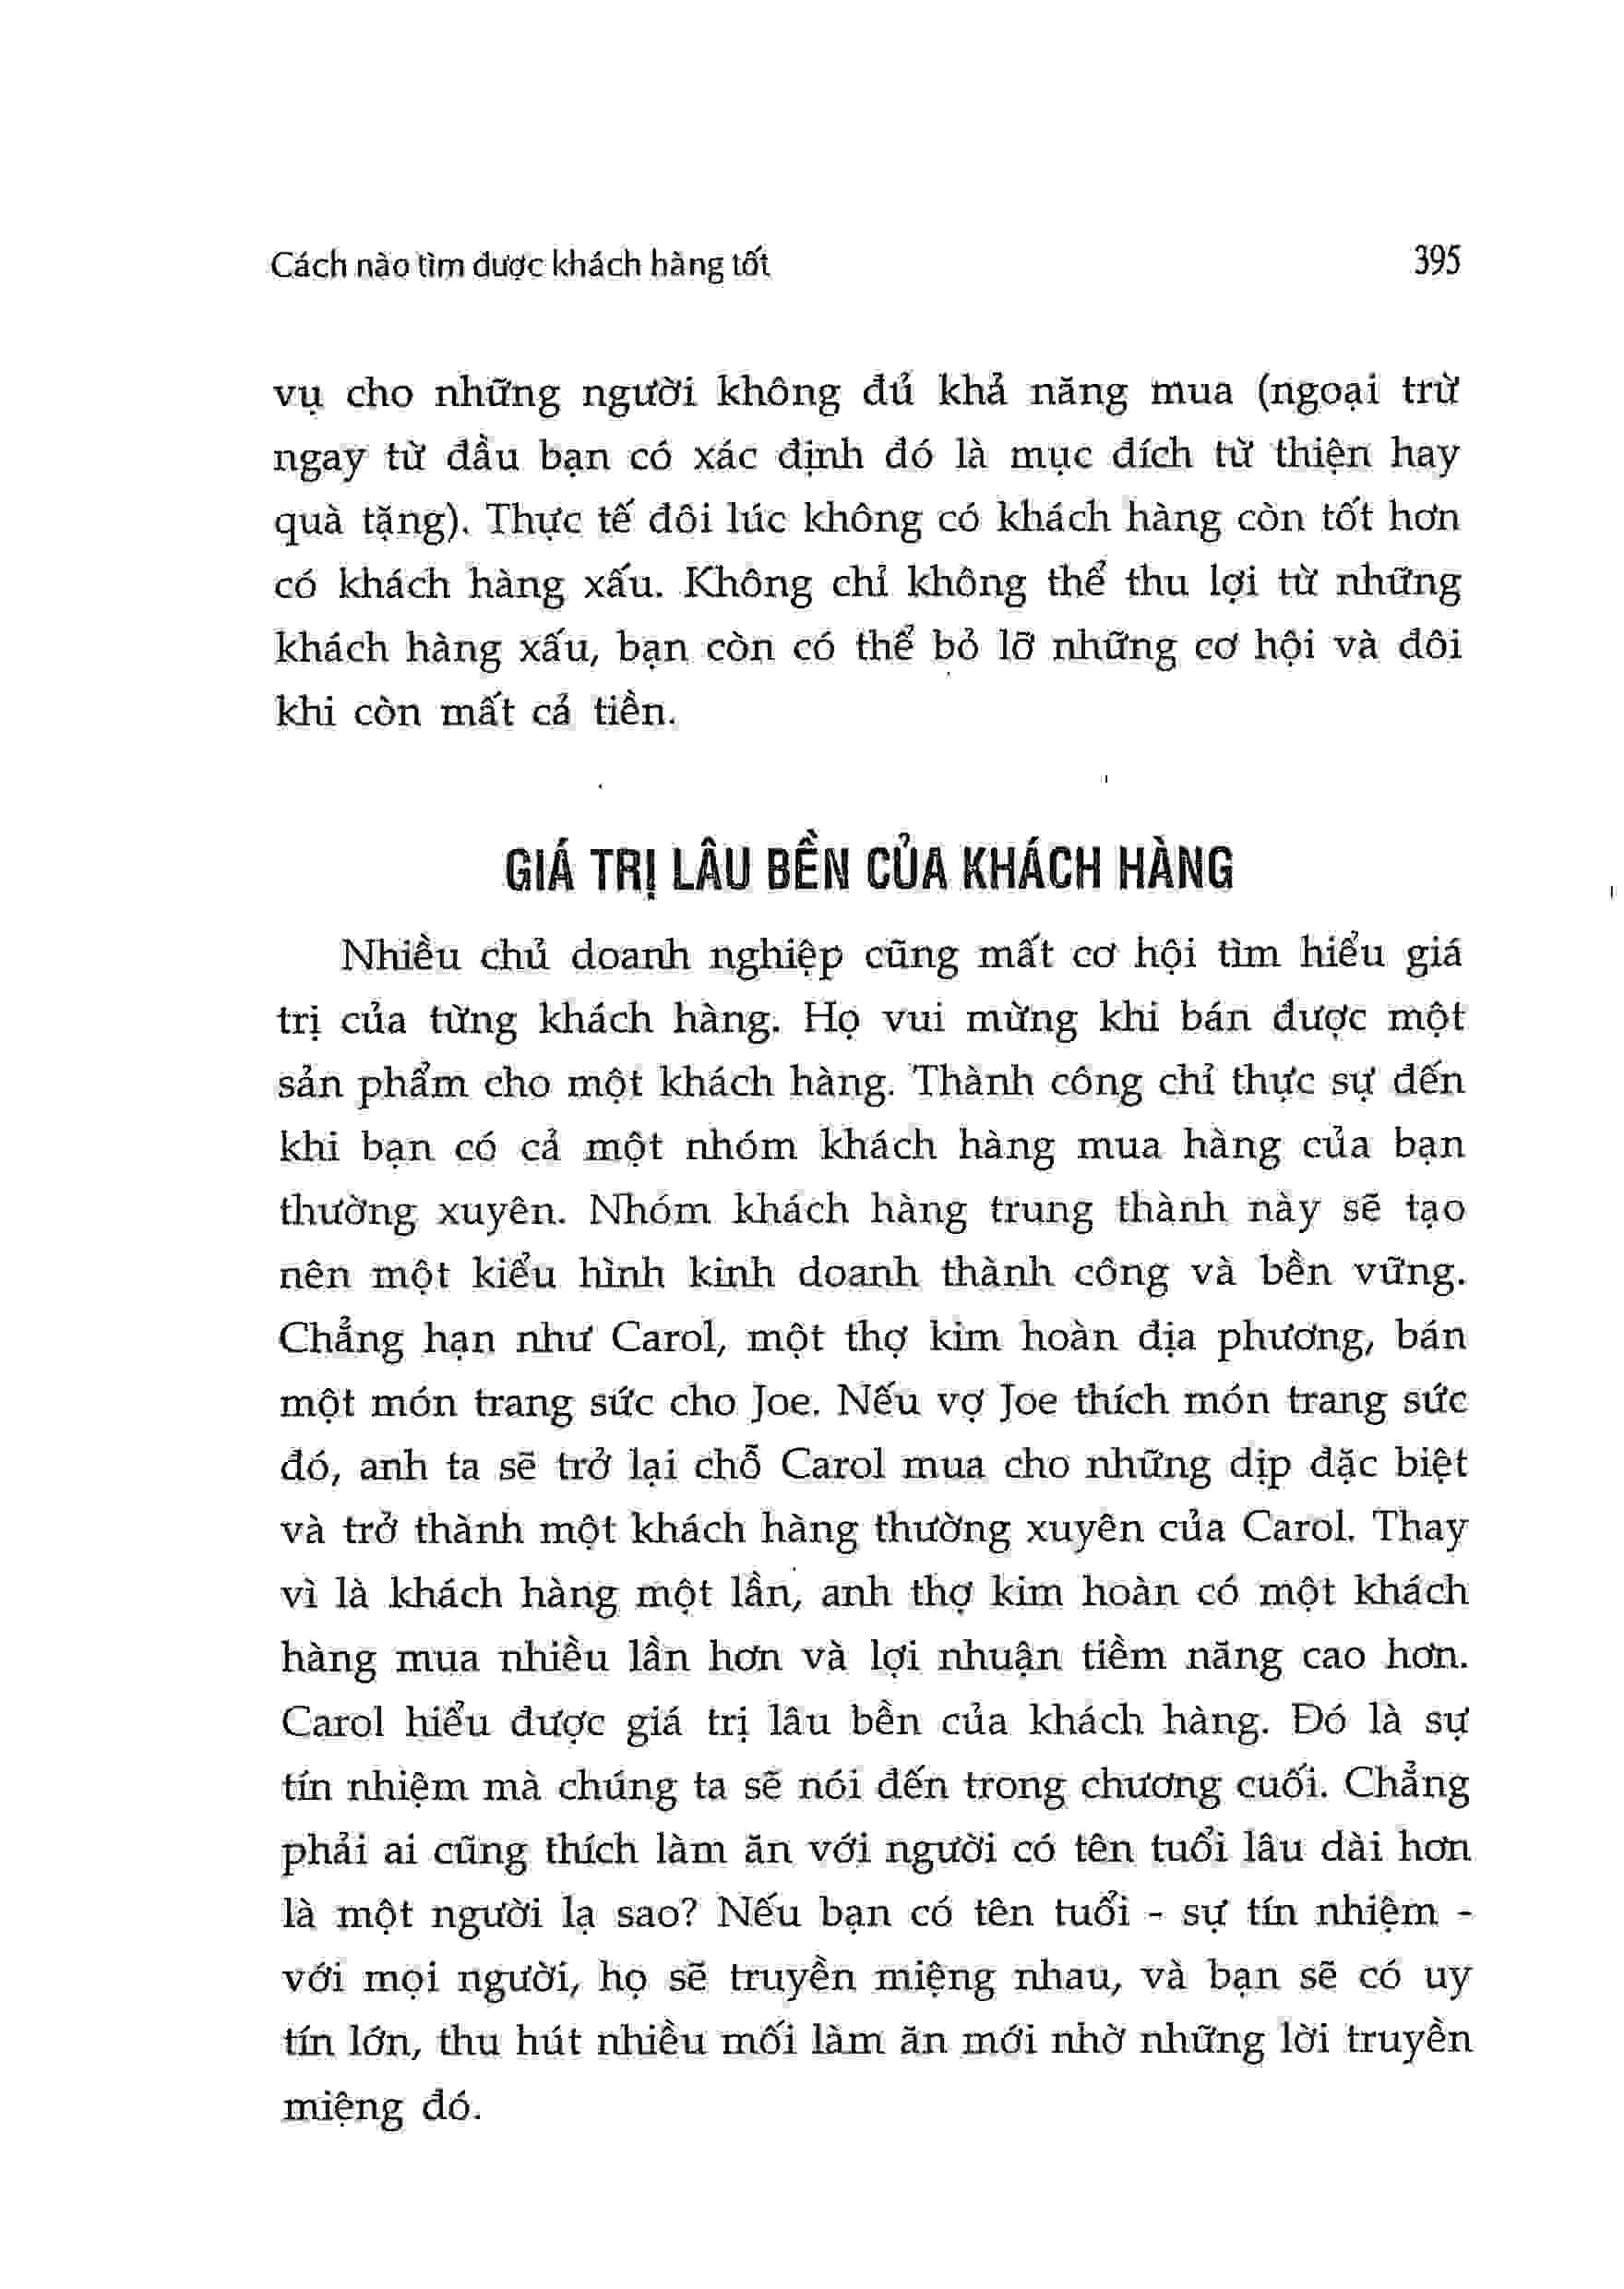 Cách nào tìm được khách hàng tốt 395
vụ cho những người không đủ khả năng mua (ngoại trừ
ngay từ đầu bạn có xác định đó là mục đích từ thiện hay
quà tặng). Thực tế đôi lúc không có khách hàng còn tốt hơn
có khách hàng xấu. Không chỉ không thể thu lợi từ những
khách hàng xấu, bạn còn có thể bỏ lỡ những cơ hội và đôi
khi còn mất cả tiền.
GIÁ TRỊ LÂU BỀN CỦA KHÁCH HÀNG
Nhiều chủ doanh nghiệp cũng mất cơ hội tìm hiểu giá
trị của từng khách hàng. Họ vui mừng khi bán được một
sản phẩm cho một khách hàng. Thành công chỉ thực sự đến
khi bạn có cả một nhóm khách hàng mua hàng của bạn
thường xuyên. Nhóm khách hàng trung thành này sẽ tạo
nên một kiểu hình kinh doanh thành công và bền vững.
Chẳng hạn như Carol, một thợ kim hoàn địa phương, bán
một món trang sức cho Joe. Nếu vợ Joe thích món trang sức
đó, anh ta sẽ trở lại chỗ Carol mua cho những dịp đặc biệt
và trở thành một khách hàng thường xuyên của Carol. Thay
vì là khách hàng một lần, anh thợ kim hoàn có một khách
hàng mua nhiều lần hơn và lợi nhuận tiềm năng cao hơn.
Carol hiểu được giá trị lâu bền của khách hàng. Đó là sự
tín nhiệm mà chúng ta sẽ nói đến trong chương cuối. Chẳng
phải ai cũng thích làm ăn với người có tên tuổi lâu dài hơn
là một người lạ sao? Nếu bạn có tên tuổi - sự tín nhiệm -
với mọi người, họ sẽ truyền miệng nhau, và bạn sẽ có uy
tín lớn, thu hút nhiều mối làm ăn mới nhờ những lời truyền
miệng đó.